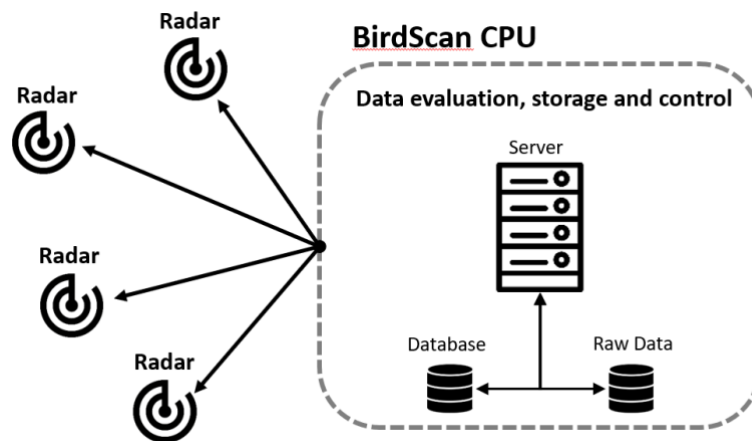 Radar
BirdScan CPU
Radar
Data evaluation, storage and control
Server
Radar
Database
Raw Data
Radar